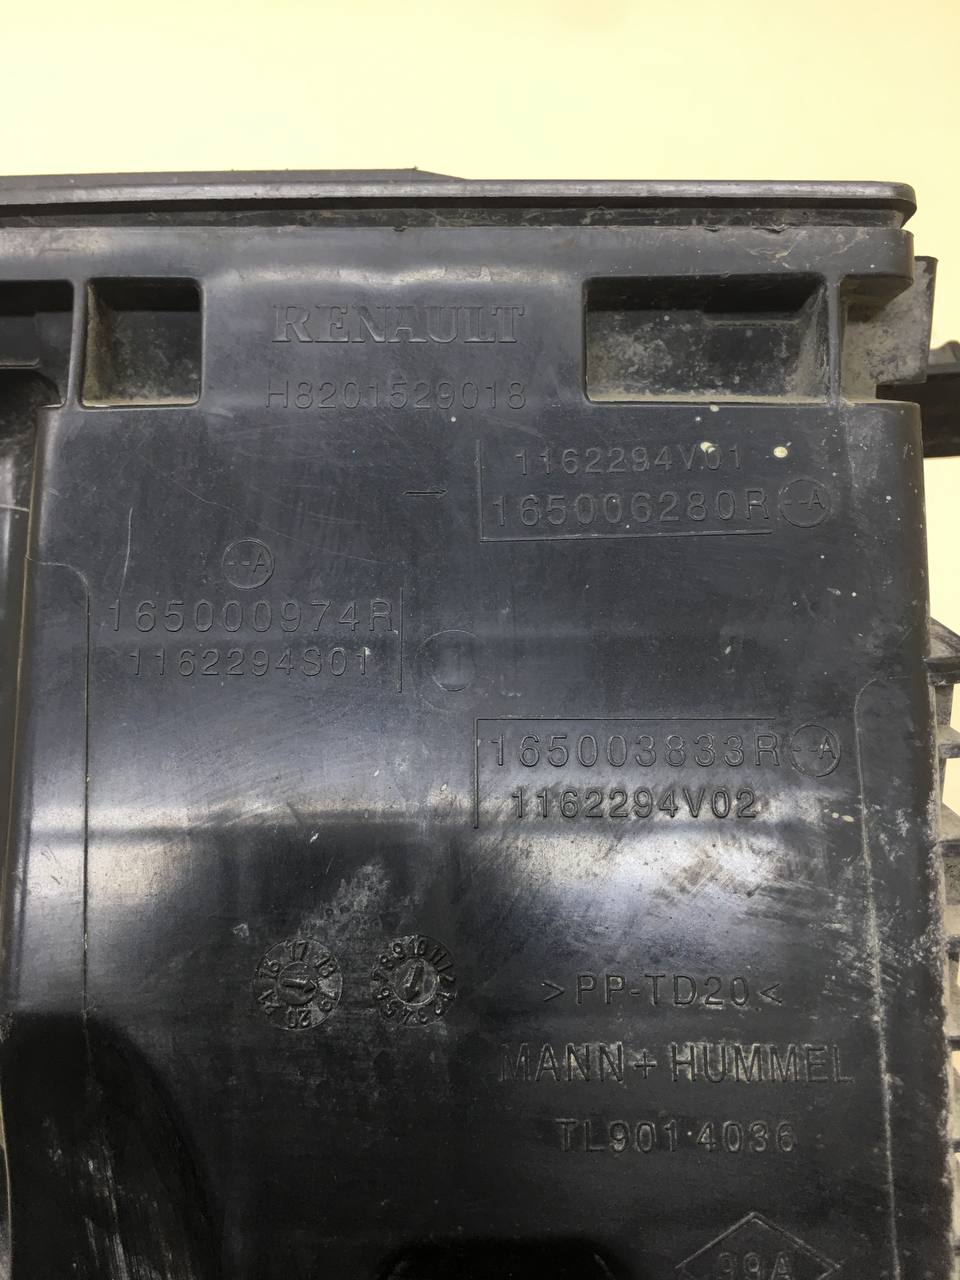 RENAULT
H8201529018
1162294V01
165006280R --A
--A
165000974R
1162294S01
165003833R --A
1162294V02
>PP-TD20<
MANN+HUMMEL
TL901·4036